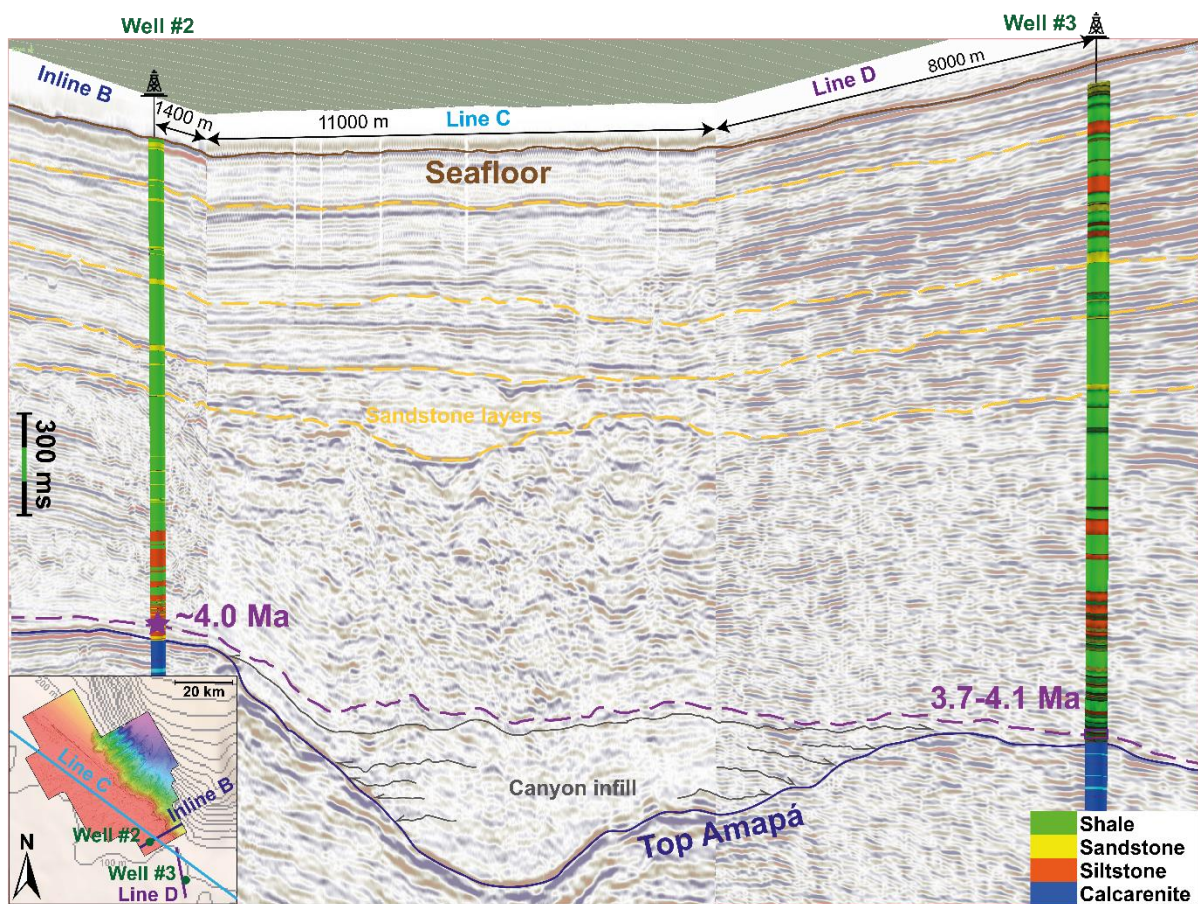 Well #2
Well #3
Inline B
1400 m
11000 m
Line C
Line D
8000 m
Seafloor
Sandstone layers
300 ms
~4.0 Ma
3.7-4.1 Ma
Canyon infill
Top Amapá
20 km
200 m
Line C
Inline B
Well #2
100 m
Well #3
Line D
N
Shale
Sandstone
Siltstone
Calcarenite